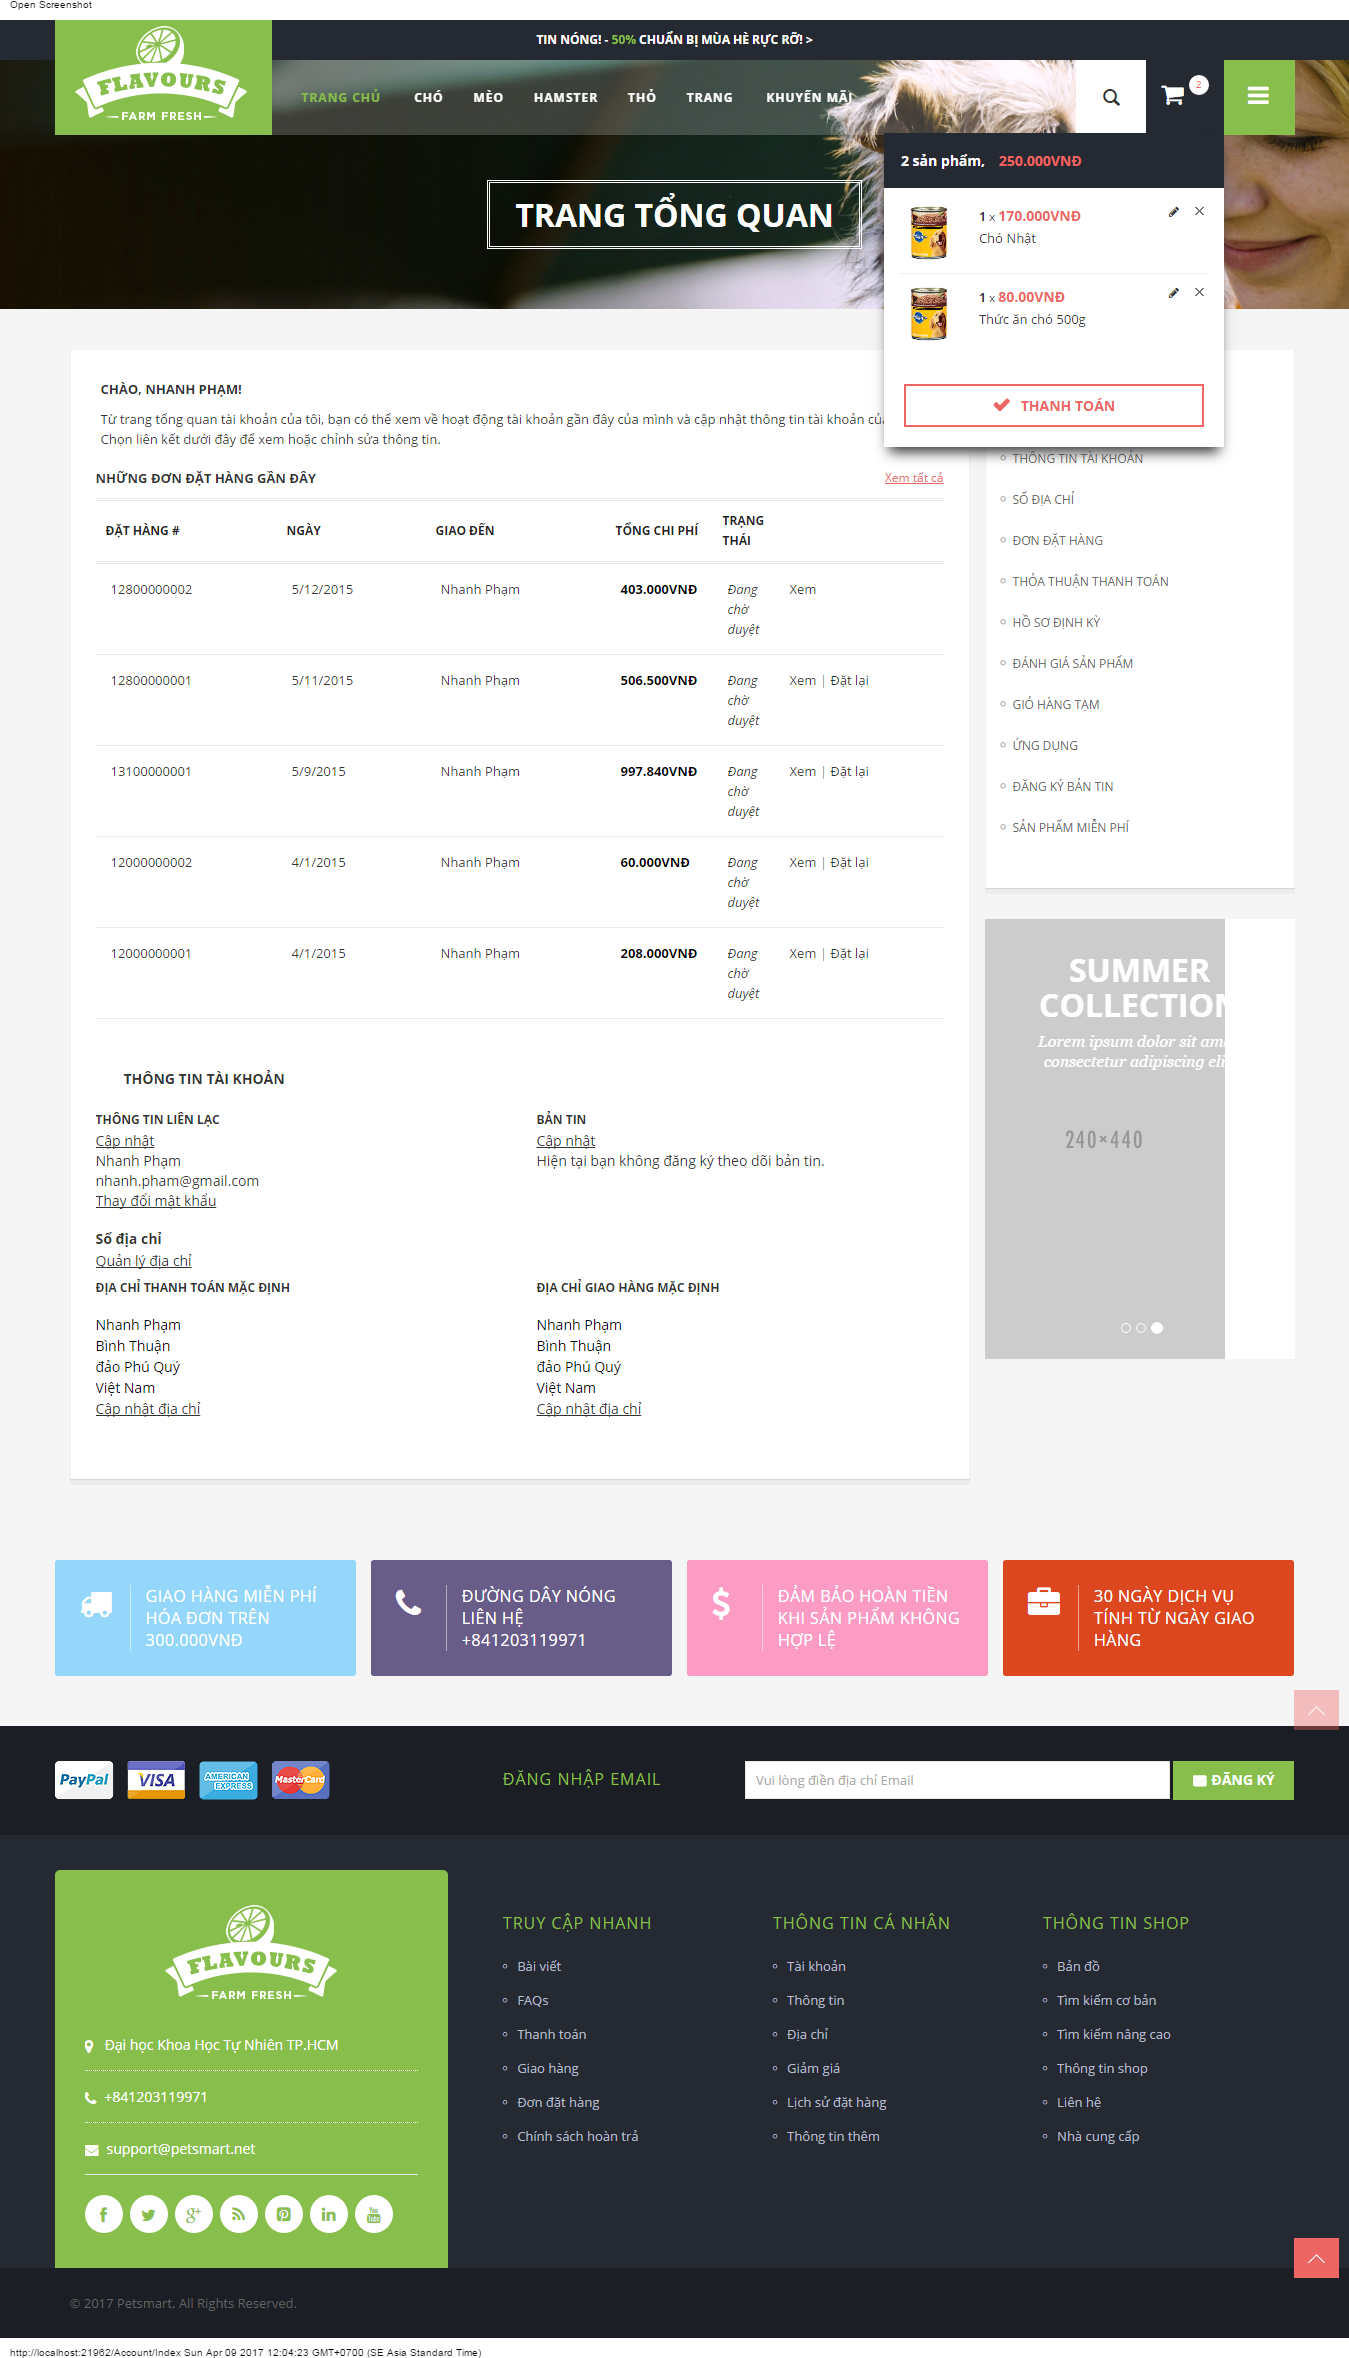 Open Screenshot
TIN NÓNG! - 50% CHUẨN BỊ MÙA HÈ RỰC RỠ! >
FLAVOURS
FARM FRESH
TRANG CHỦ
CHÓ
MÈO
HAMSTER
THỎ
TRANG
KHUYẾN MÃI
2
TRANG TỔNG QUAN
2 sản phẩm, 250.000VNĐ
1 x 170.000VNĐ
Chó Nhật
1 x 80.00VNĐ
Thức ăn chó 500g
THANH TOÁN
CHÀO, NHANH PHẠM!
Từ trang tổng quan tài khoản của tôi, bạn có thể xem về hoạt động tài khoản gần đây của mình và cập nhật thông tin tài khoản
Chọn liên kết dưới đây để xem hoặc chỉnh sửa thông tin.
NHỮNG ĐƠN ĐẶT HÀNG GẦN ĐÂY
Xem tất cả
ĐẶT HÀNG # NGÀY GIAO ĐẾN TỔNG CHI PHÍ TRẠNG
THÁI
12800000002 5/12/2015 Nhanh Phạm 403.000VNĐ Đang Xem
chờ
duyệt
12800000001 5/11/2015 Nhanh Phạm 506.500VNĐ Đang Xem | Đặt lại
chờ
duyệt
13100000001 5/9/2015 Nhanh Phạm 997.840VNĐ Đang Xem | Đặt lại
chờ
duyệt
12000000002 4/1/2015 Nhanh Phạm 60.000VNĐ Đang Xem | Đặt lại
chờ
duyệt
12000000001 4/1/2015 Nhanh Phạm 208.000VNĐ Đang Xem | Đặt lại
chờ
duyệt
THÔNG TIN TÀI KHOẢN
THÔNG TIN LIÊN LẠC
Cập nhật
Nhanh Phạm
nhanh.pham@gmail.com
Thay đổi mật khẩu
BẢN TIN
Cập nhật
Hiện tại bạn không đăng ký theo dõi bản tin.
Sổ địa chỉ
Quản lý địa chỉ
ĐỊA CHỈ THANH TOÁN MẶC ĐỊNH
Nhanh Phạm
Bình Thuận
đảo Phú Quý
Việt Nam
Cập nhật địa chỉ
ĐỊA CHỈ GIAO HÀNG MẶC ĐỊNH
Nhanh Phạm
Bình Thuận
đảo Phú Quý
Việt Nam
Cập nhật địa chỉ
THÔNG TIN TÀI KHOẢN
SỔ ĐỊA CHỈ
ĐƠN ĐẶT HÀNG
THỎA THUẬN THANH TOÁN
HỒ SƠ ĐỊNH KỲ
ĐÁNH GIÁ SẢN PHẨM
GIỎ HÀNG TẠM
ỨNG DỤNG
ĐĂNG KÝ BẢN TIN
SẢN PHẨM MIỄN PHÍ
SUMMER
COLLECTION
Lorem ipsum dolor sit
consectetur adipiscing
240×440
GIAO HÀNG MIỄN PHÍ
HÓA ĐƠN TRÊN
300.000VNĐ
ĐƯỜNG DÂY NÓNG
LIÊN HỆ
+841203119971
ĐẢM BẢO HOÀN TIỀN
KHI SẢN PHẨM KHÔNG
HỢP LỆ
30 NGÀY DỊCH VỤ
TÍNH TỪ NGÀY GIAO
HÀNG
PayPal
VISA
AMERICAN EXPRESS
MasterCard
ĐĂNG NHẬP EMAIL
Vui lòng điền địa chỉ Email
ĐĂNG KÝ
FLAVOURS
FARM FRESH
Đại học Khoa Học Tự Nhiên TP.HCM
+841203119971
support@petsmart.net
TRUY CẬP NHANH
Bài viết
FAQs
Thanh toán
Giao hàng
Đơn đặt hàng
Chính sách hoàn trả
THÔNG TIN CÁ NHÂN
Tài khoản
Thông tin
Địa chỉ
Giảm giá
Lịch sử đặt hàng
Thông tin thêm
THÔNG TIN SHOP
Bản đồ
Tìm kiếm cơ bản
Tìm kiếm nâng cao
Thông tin shop
Liên hệ
Nhà cung cấp
© 2017 Petsmart. All Rights Reserved.
http://localhost:21962/Account/Index Sun Apr 09 2017 12:04:23 GMT+0700 (SE Asia Standard Time)